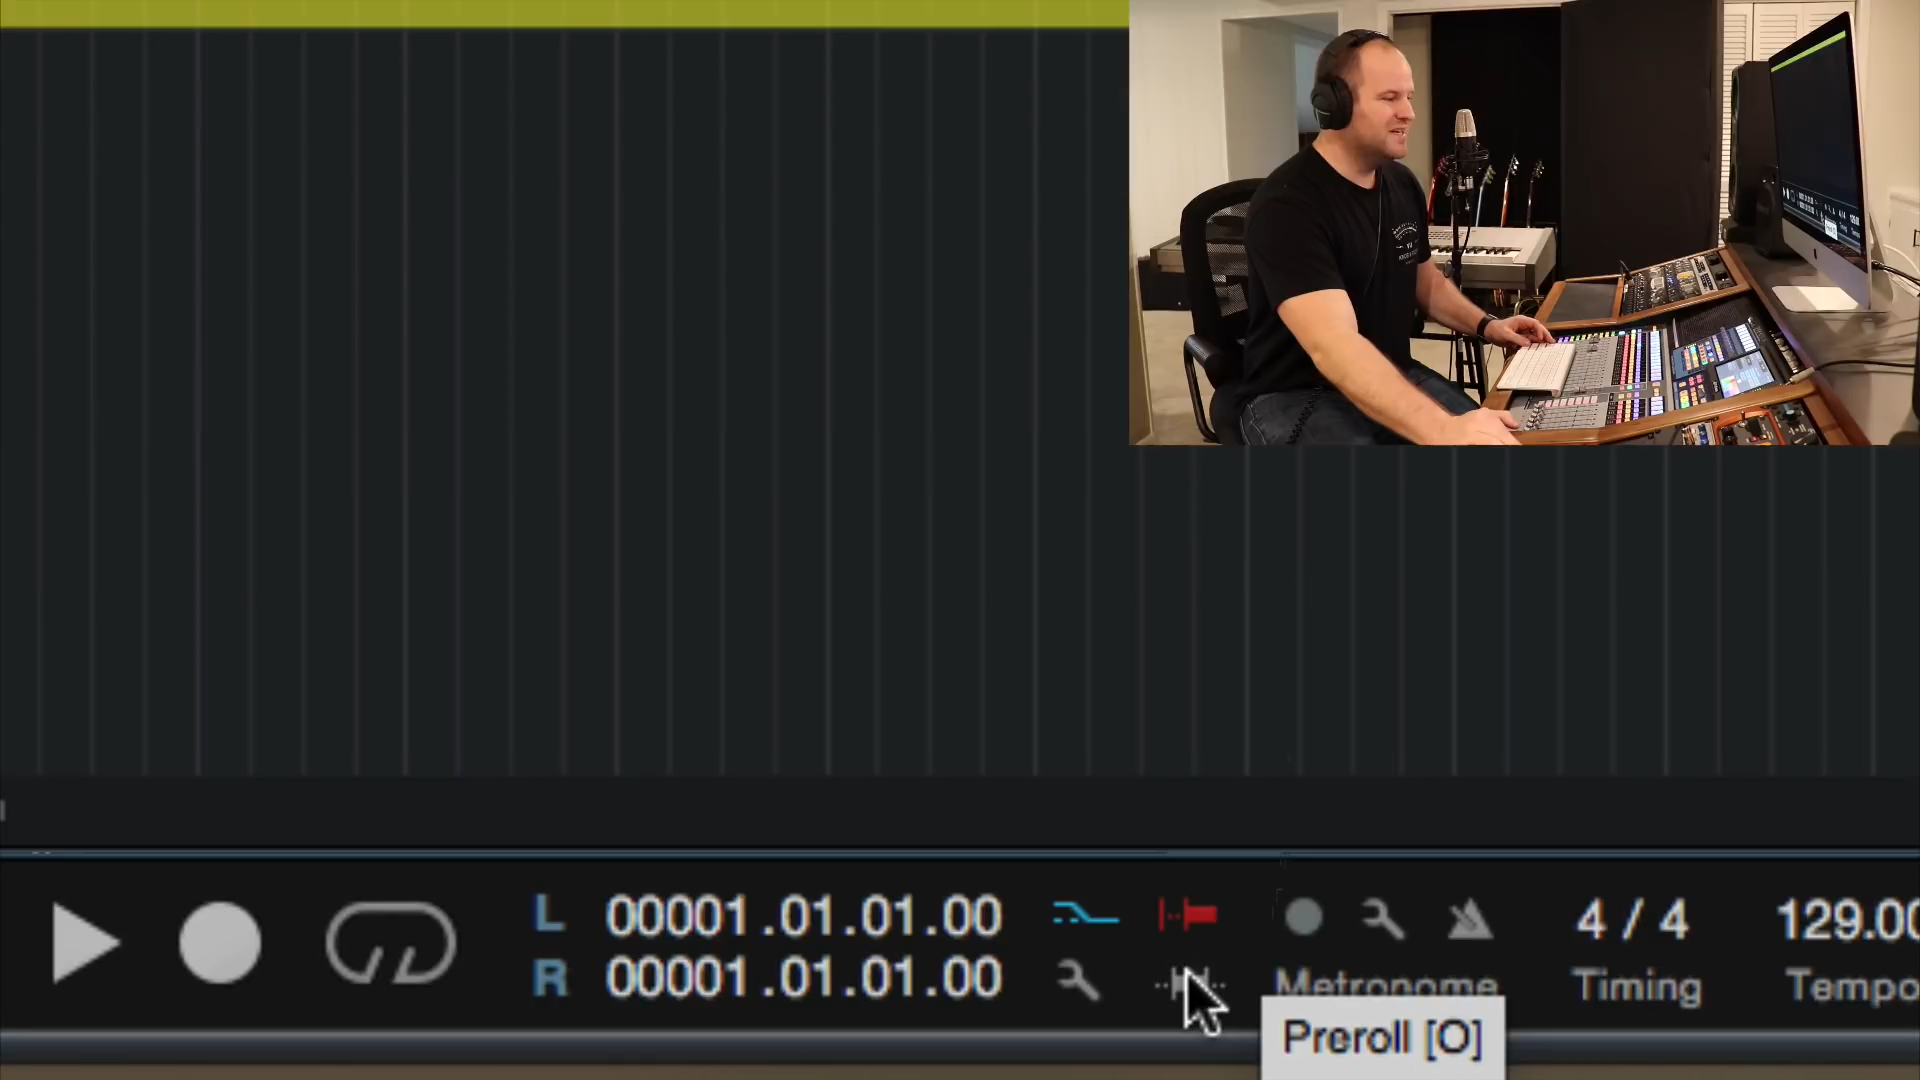 L 00001.01.01.00
R 00001.01.01.00
Metronome
4 / 4
Timing
129.00
Tempo
Preroll [O]